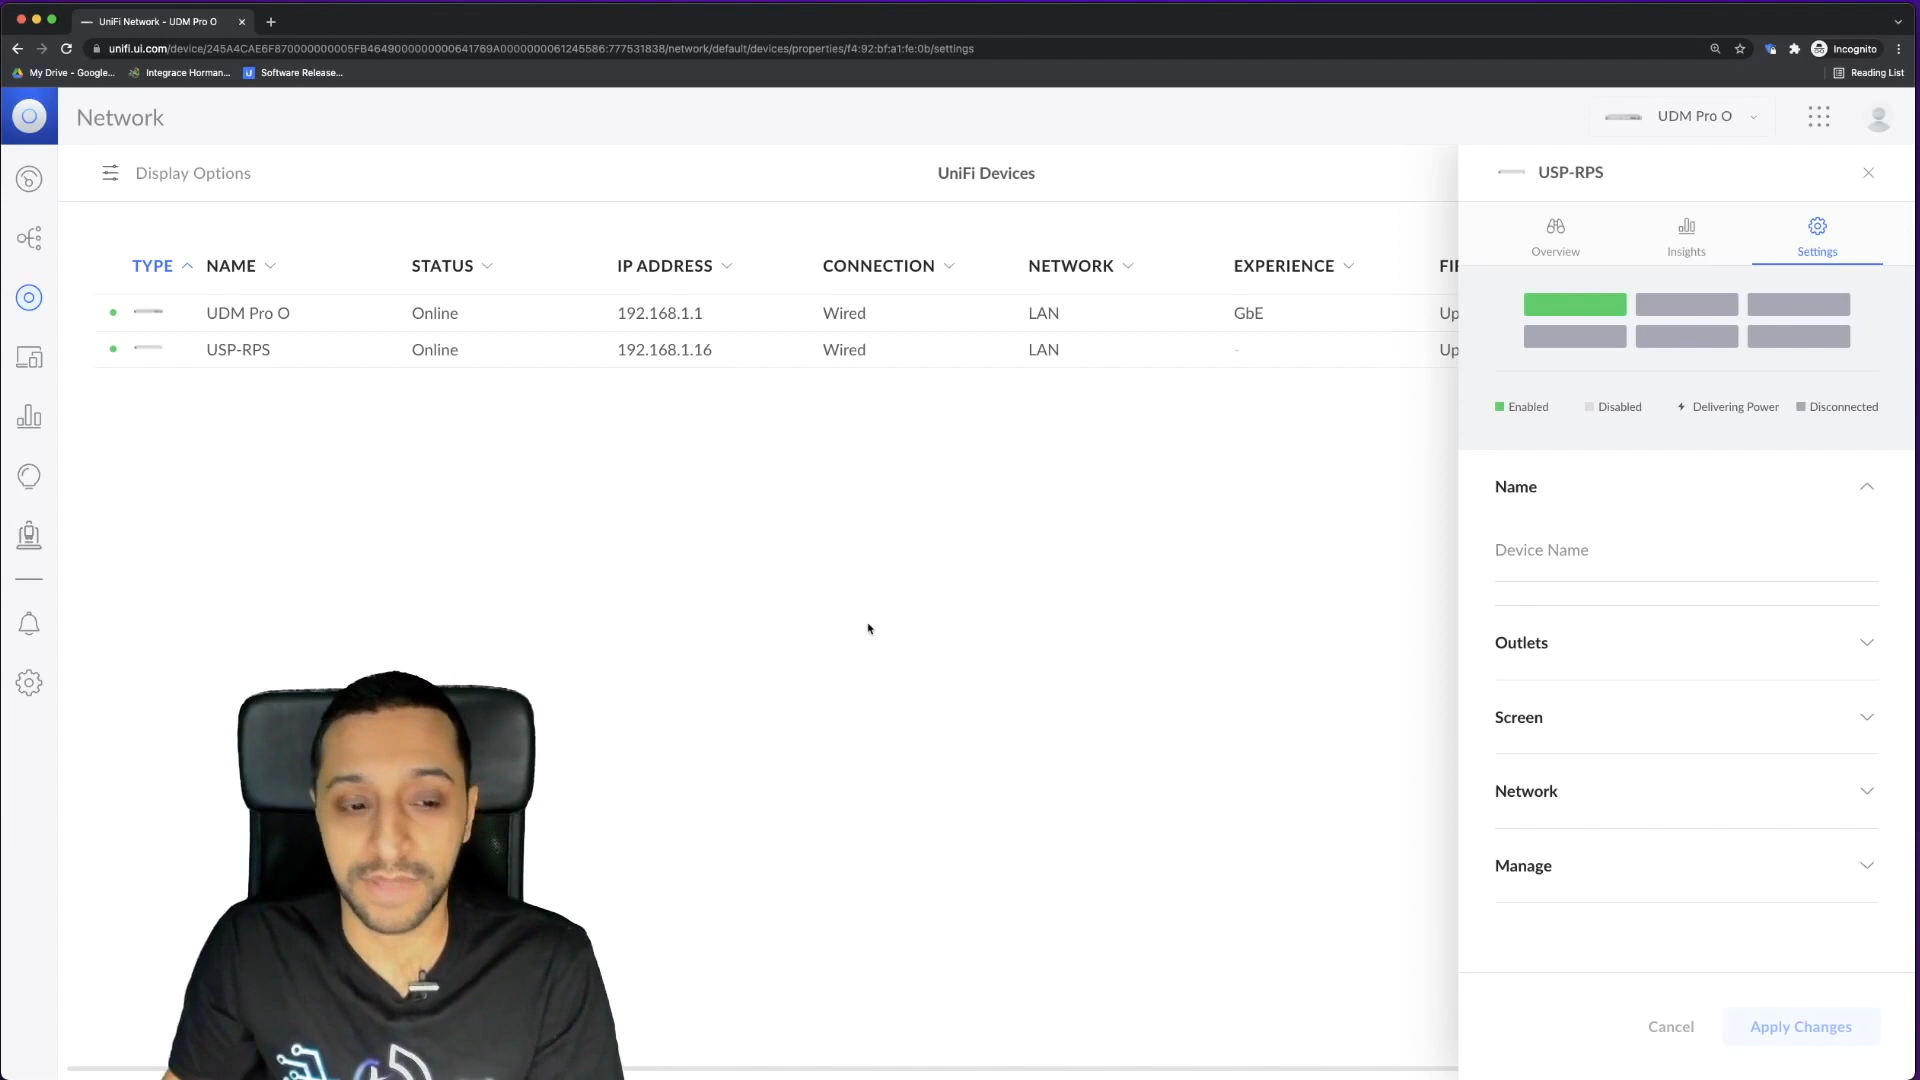 UniFi Network - UDM Pro O
unifi.ui.com/device/245A4CAE6F870000000005FB4649000000000641769A0000000061245586:777531838/network/default/devices/properties/f4:92:bf:a1:fe:0b/settings
Incognito
My Drive - Google...
Integrace Horman...
Software Release...
Reading List
Network
UDM Pro O
Display Options
UniFi Devices
USP-RPS
Overview
Insights
Settings
TYPE NAME STATUS IP ADDRESS CONNECTION NETWORK EXPERIENCE FI
UDM Pro O Online 192.168.1.1 Wired LAN GbE Up
USP-RPS Online 192.168.1.16 Wired LAN - Up
Enabled Disabled Delivering Power Disconnected
Name
Device Name
Outlets
Screen
Network
Manage
Cancel Apply Changes